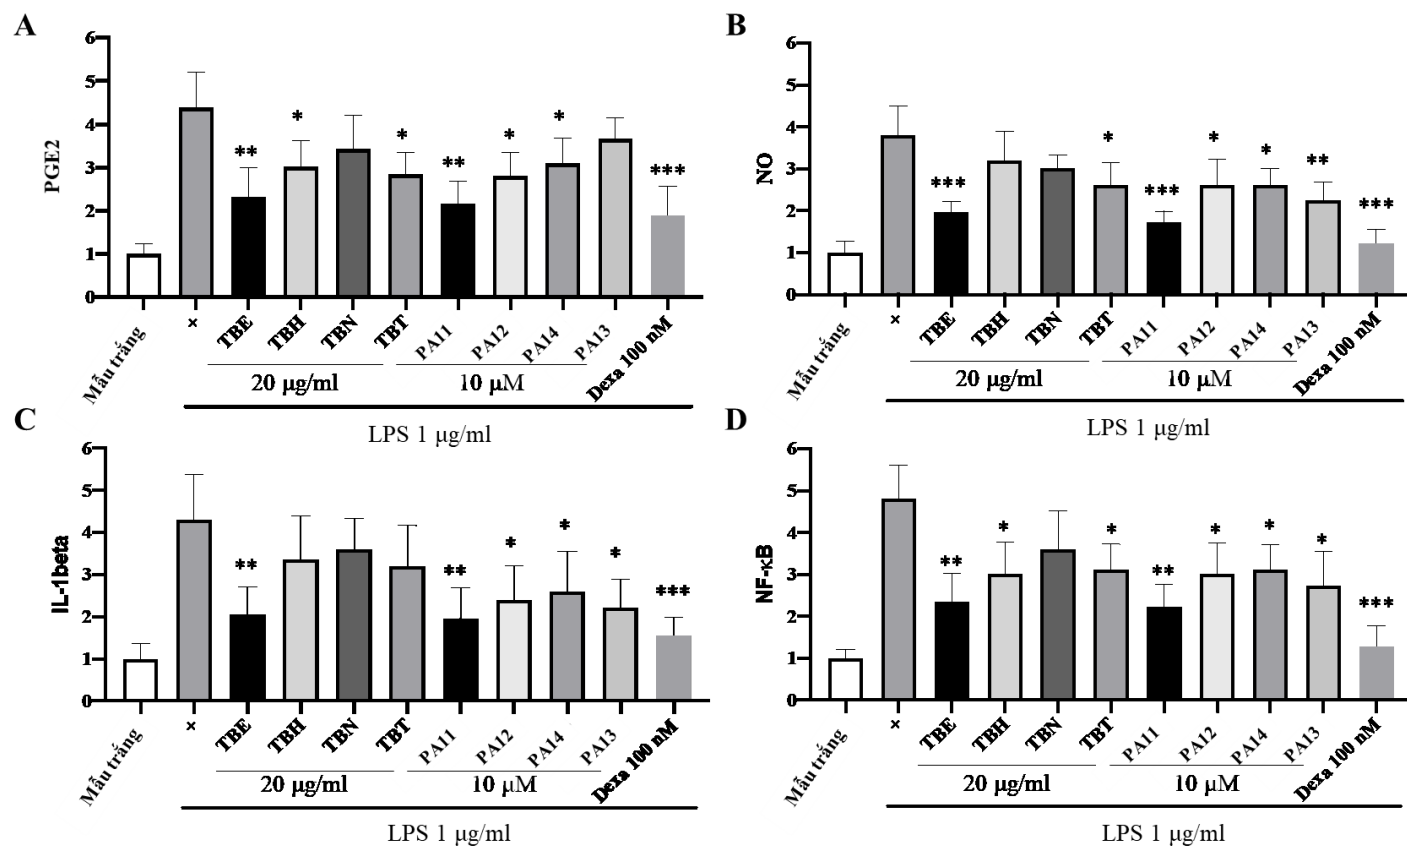 A
PGE2
6
5
4
3
2
1
0
** * * ** * * ***
Mẫu trắng + TBE TBH TBN TBT PA11 PA12 PA14 PA13 Dexa 100 nM
20 µg/ml 10 µM
LPS 1 µg/ml
B
NO
6
5
4
3
2
1
0
*** * *** * * ** ***
Mẫu trắng + TBE TBH TBN TBT PA11 PA12 PA14 PA13 Dexa 100 nM
20 µg/ml 10 µM
LPS 1 µg/ml
C
IL-1beta
6
5
4
3
2
1
0
** ** * * * ***
Mẫu trắng + TBE TBH TBN TBT PA11 PA12 PA14 PA13 Dexa 100 nM
20 µg/ml 10 µM
LPS 1 µg/ml
D
NF-κB
6
5
4
3
2
1
0
** * * ** * * * ***
Mẫu trắng + TBE TBH TBN TBT PA11 PA12 PA14 PA13 Dexa 100 nM
20 µg/ml 10 µM
LPS 1 µg/ml